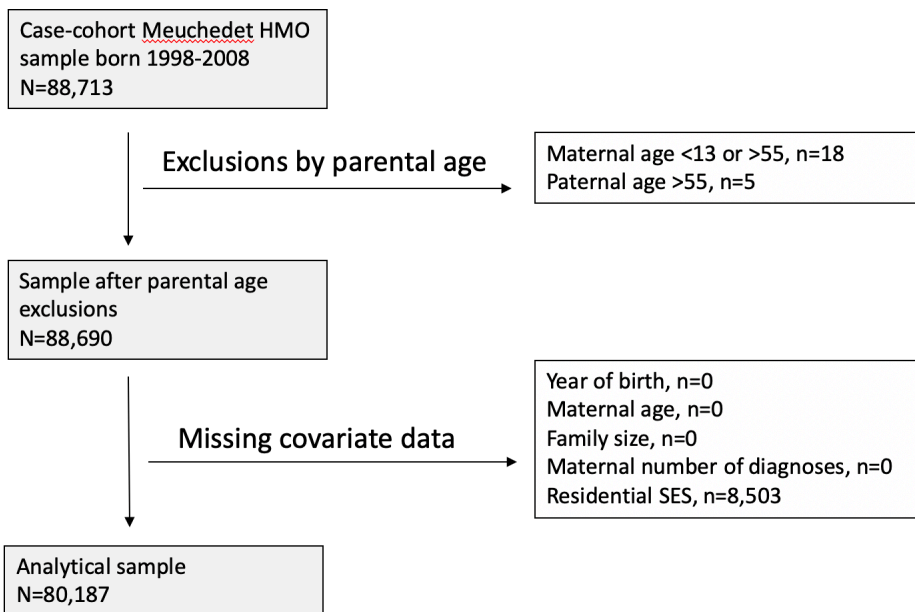 Case-cohort Meuchedet HMO
sample born 1998-2008
N=88,713
Exclusions by parental age
Maternal age <13 or >55, n=18
Paternal age >55, n=5
Sample after parental age
exclusions
N=88,690
Missing covariate data
Year of birth, n=0
Maternal age, n=0
Family size, n=0
Maternal number of diagnoses, n=0
Residential SES, n=8,503
Analytical sample
N=80,187